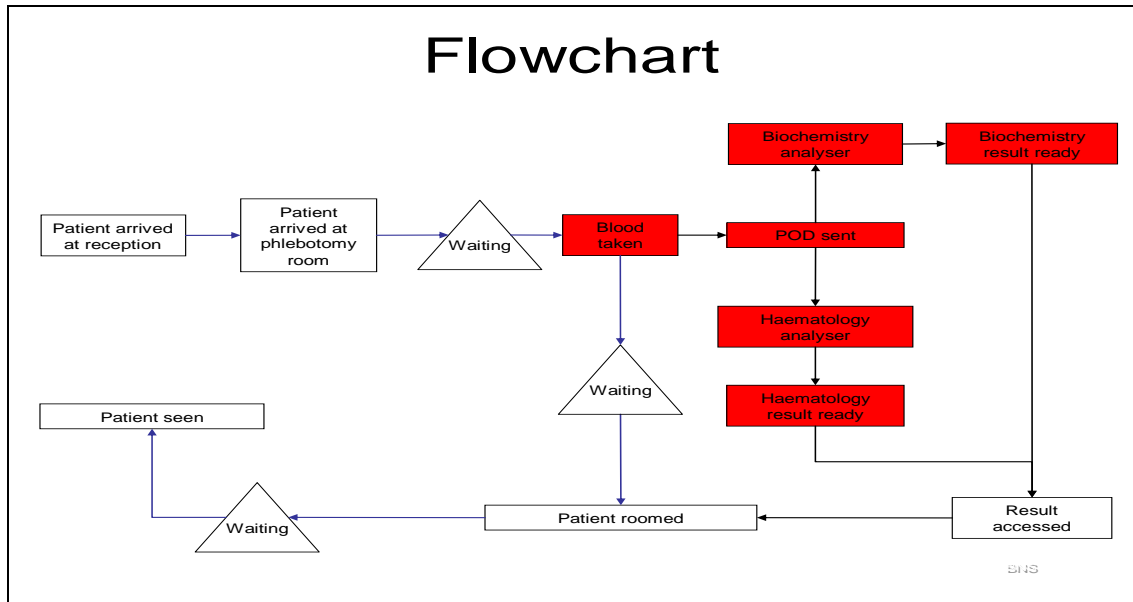 Flowchart
Biochemistry
analyser
Biochemistry
result ready
Patient arrived
at reception
Patient
arrived at
phlebotomy
room
Waiting
Blood
taken
POD sent
Haematology
analyser
Waiting
Haematology
result ready
Patient seen
Waiting
Patient roomed
Result
accessed